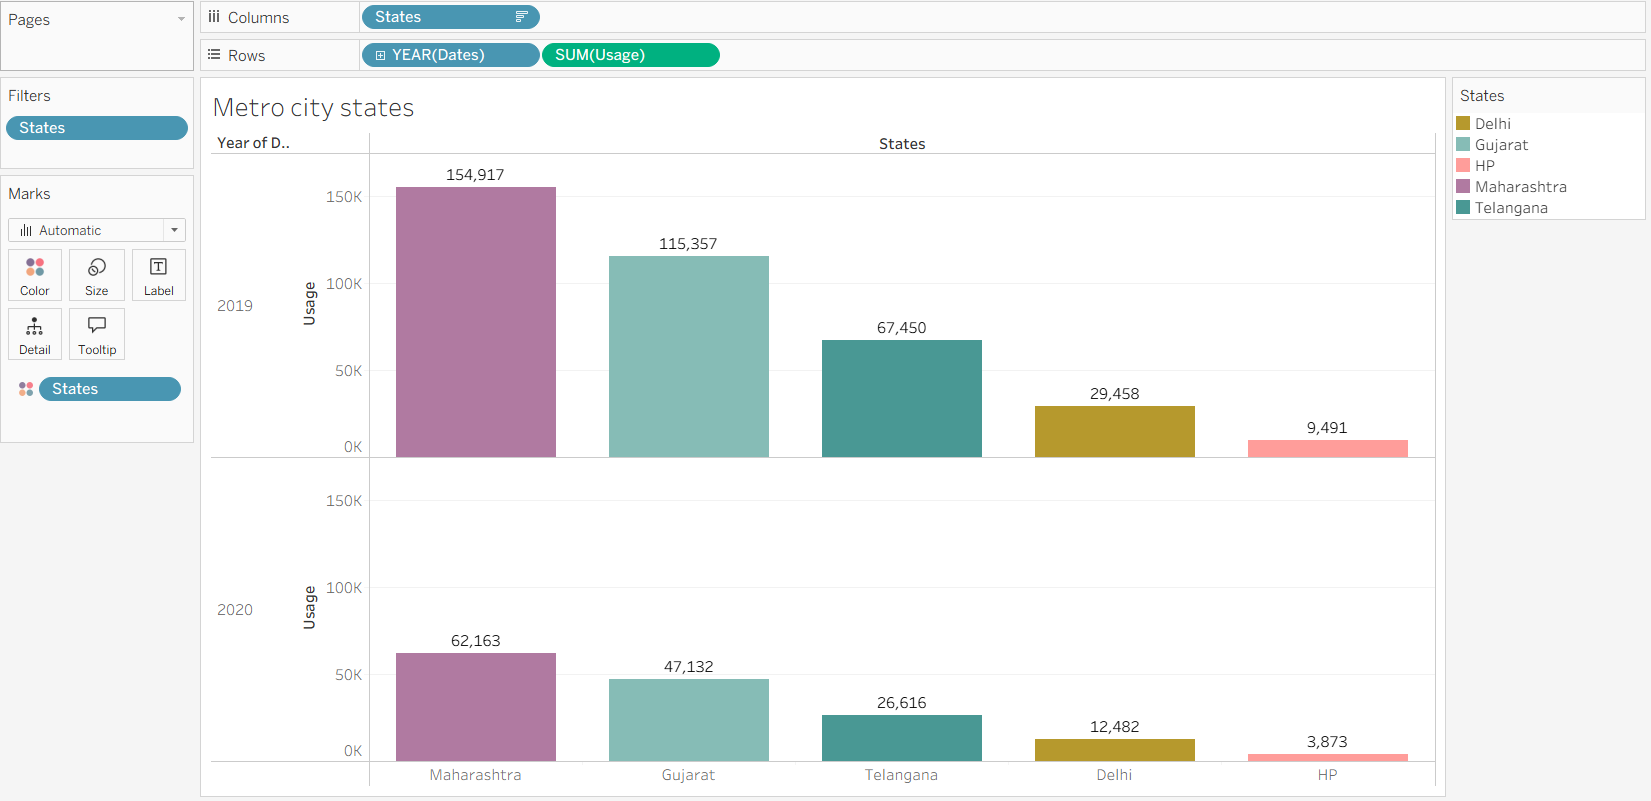 Pages
Columns
States
Rows
YEAR(Dates)
SUM(Usage)
Filters
States
Marks
Automatic
Color
Size
Label
Detail
Tooltip
States
Metro city states
Year of D..
States
2019
Usage
150K
100K
50K
0K
154,917
115,357
67,450
29,458
9,491
2020
Usage
150K
100K
50K
0K
62,163
47,132
26,616
12,482
3,873
Maharashtra
Gujarat
Telangana
Delhi
HP
States
Delhi
Gujarat
HP
Maharashtra
Telangana